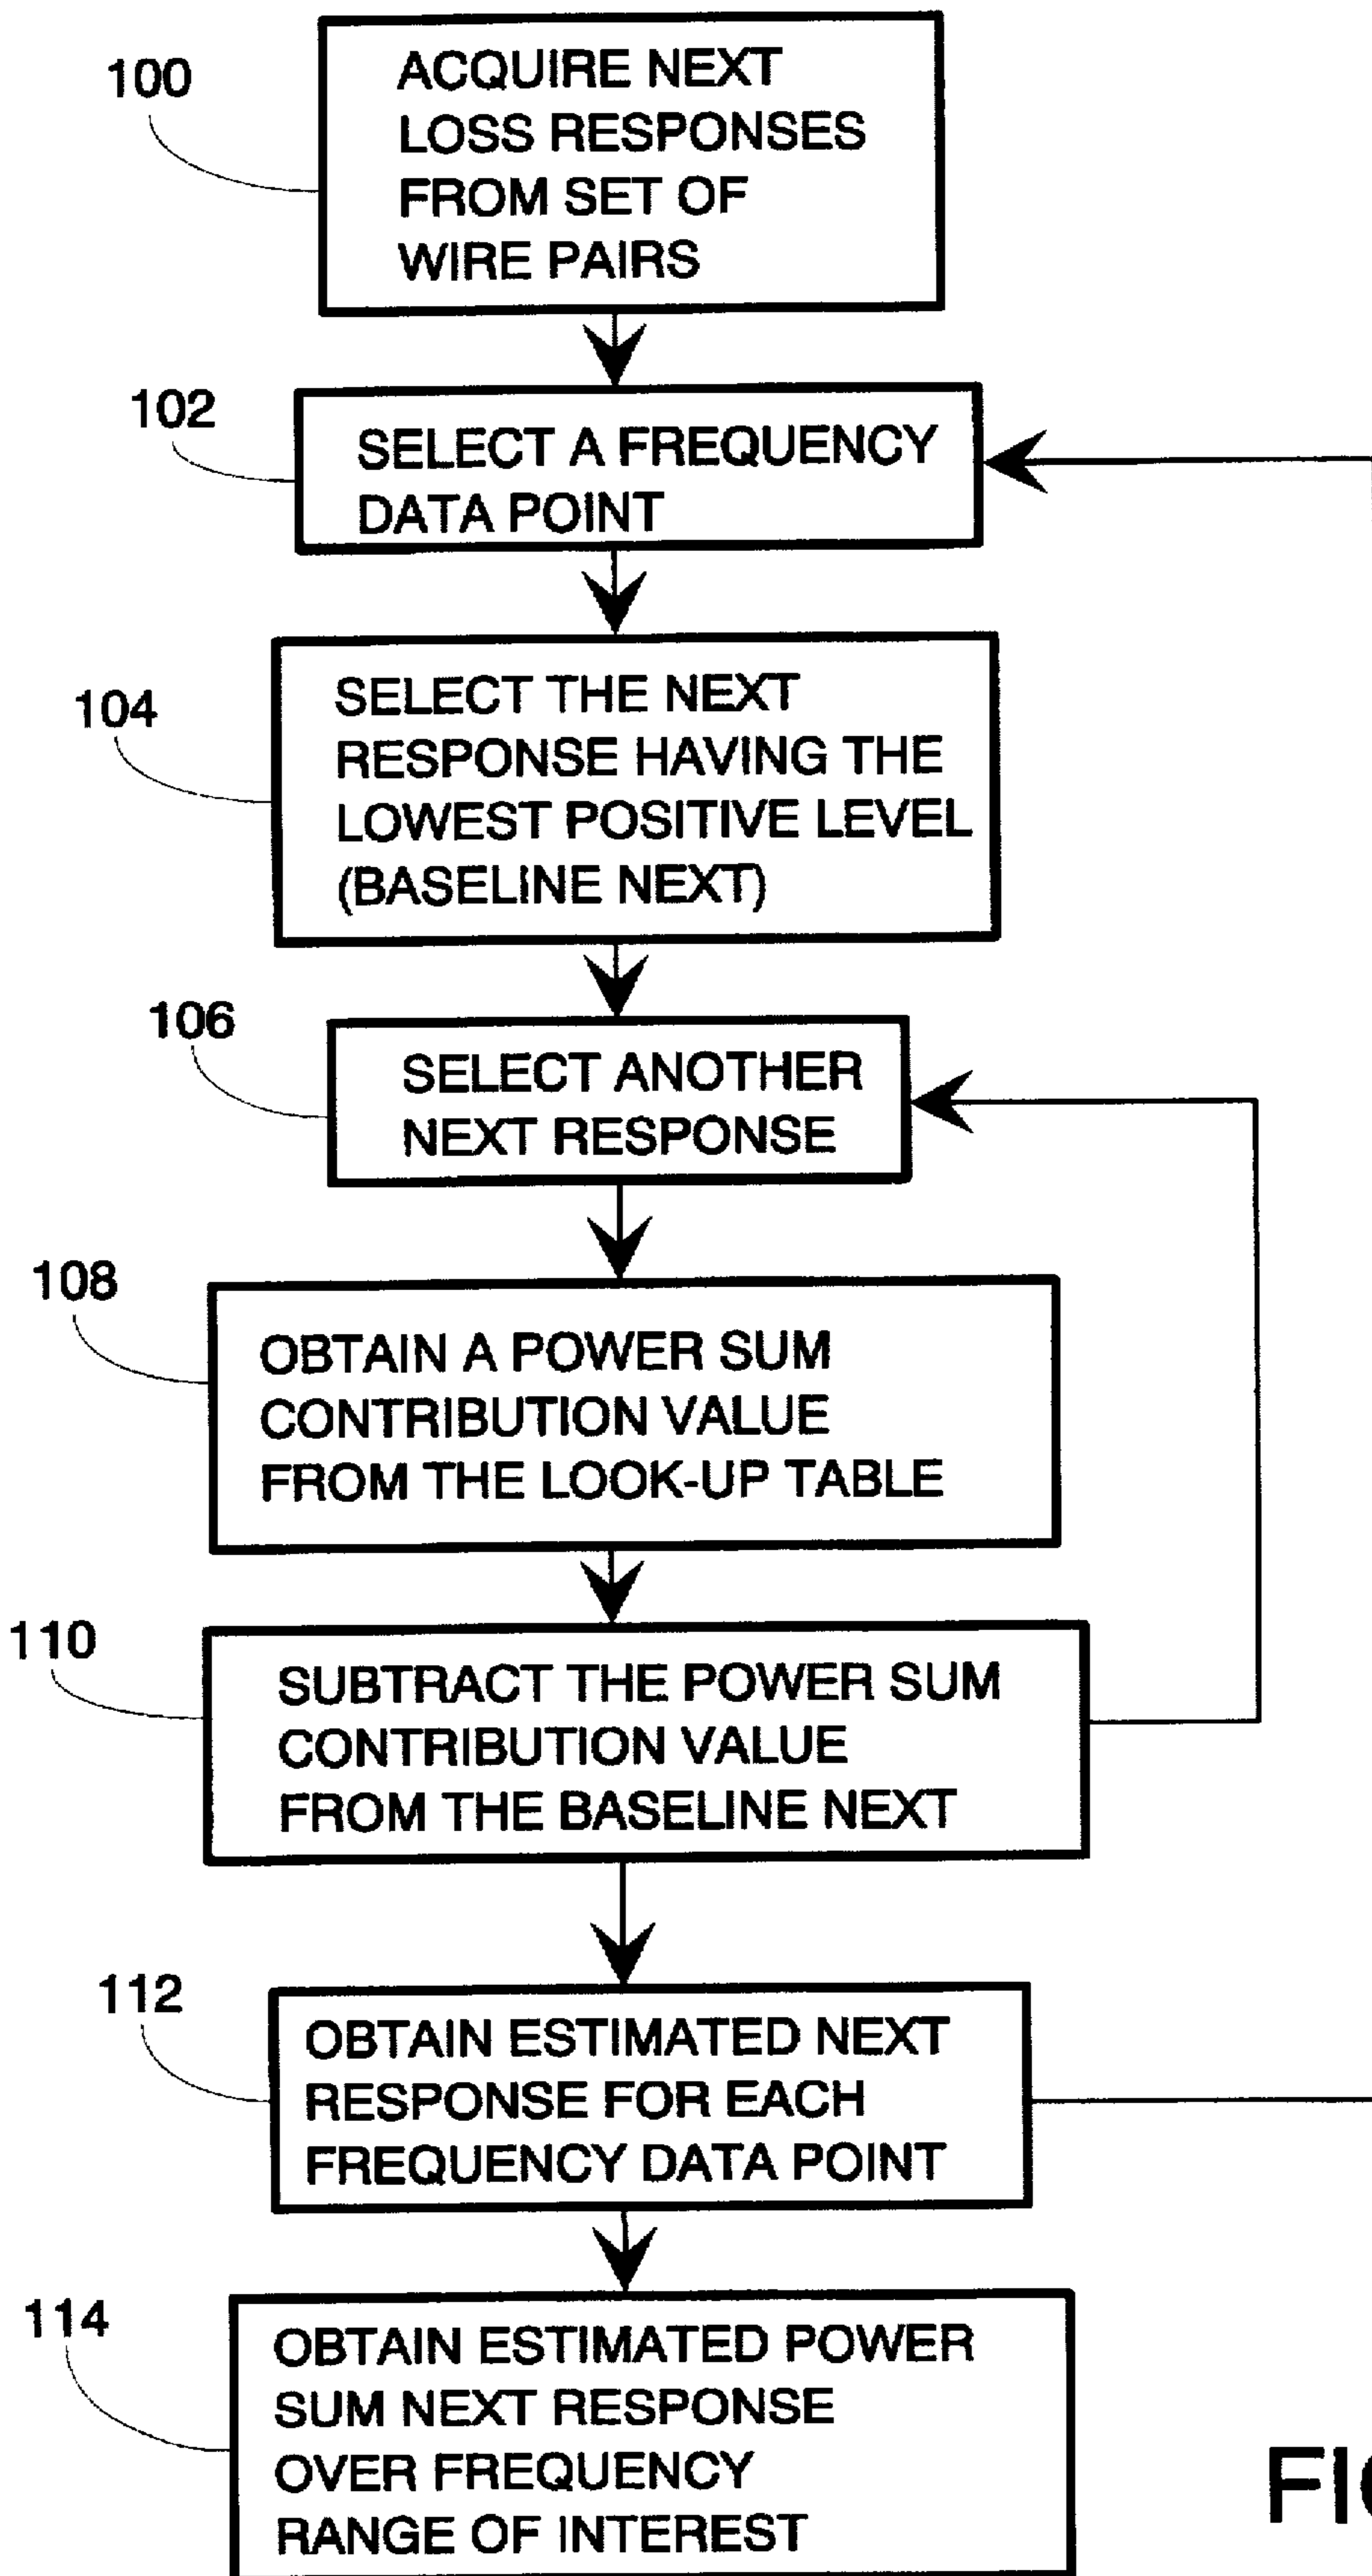 100
ACQUIRE NEXT
LOSS RESPONSES
FROM SET OF
WIRE PAIRS
102
SELECT A FREQUENCY
DATA POINT
104
SELECT THE NEXT
RESPONSE HAVING THE
LOWEST POSITIVE LEVEL
(BASELINE NEXT)
106
SELECT ANOTHER
NEXT RESPONSE
108
OBTAIN A POWER SUM
CONTRIBUTION VALUE
FROM THE LOOK-UP TABLE
110
SUBTRACT THE POWER SUM
CONTRIBUTION VALUE
FROM THE BASELINE NEXT
112
OBTAIN ESTIMATED NEXT
RESPONSE FOR EACH
FREQUENCY DATA POINT
114
OBTAIN ESTIMATED POWER
SUM NEXT RESPONSE
OVER FREQUENCY
RANGE OF INTEREST